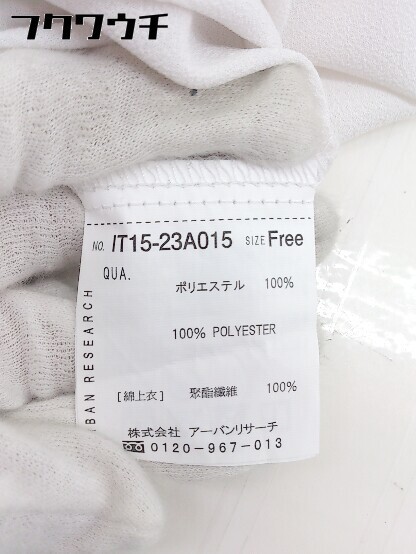 フクワウチ
NO. IT15-23A015 SIZE Free
QUA.
ポリエステル 100%
100% POLYESTER
[綿上衣] 聚酯纖維 100%
株式会社 アーバンリサーチ
0120-967-013
BAN RESEARCH